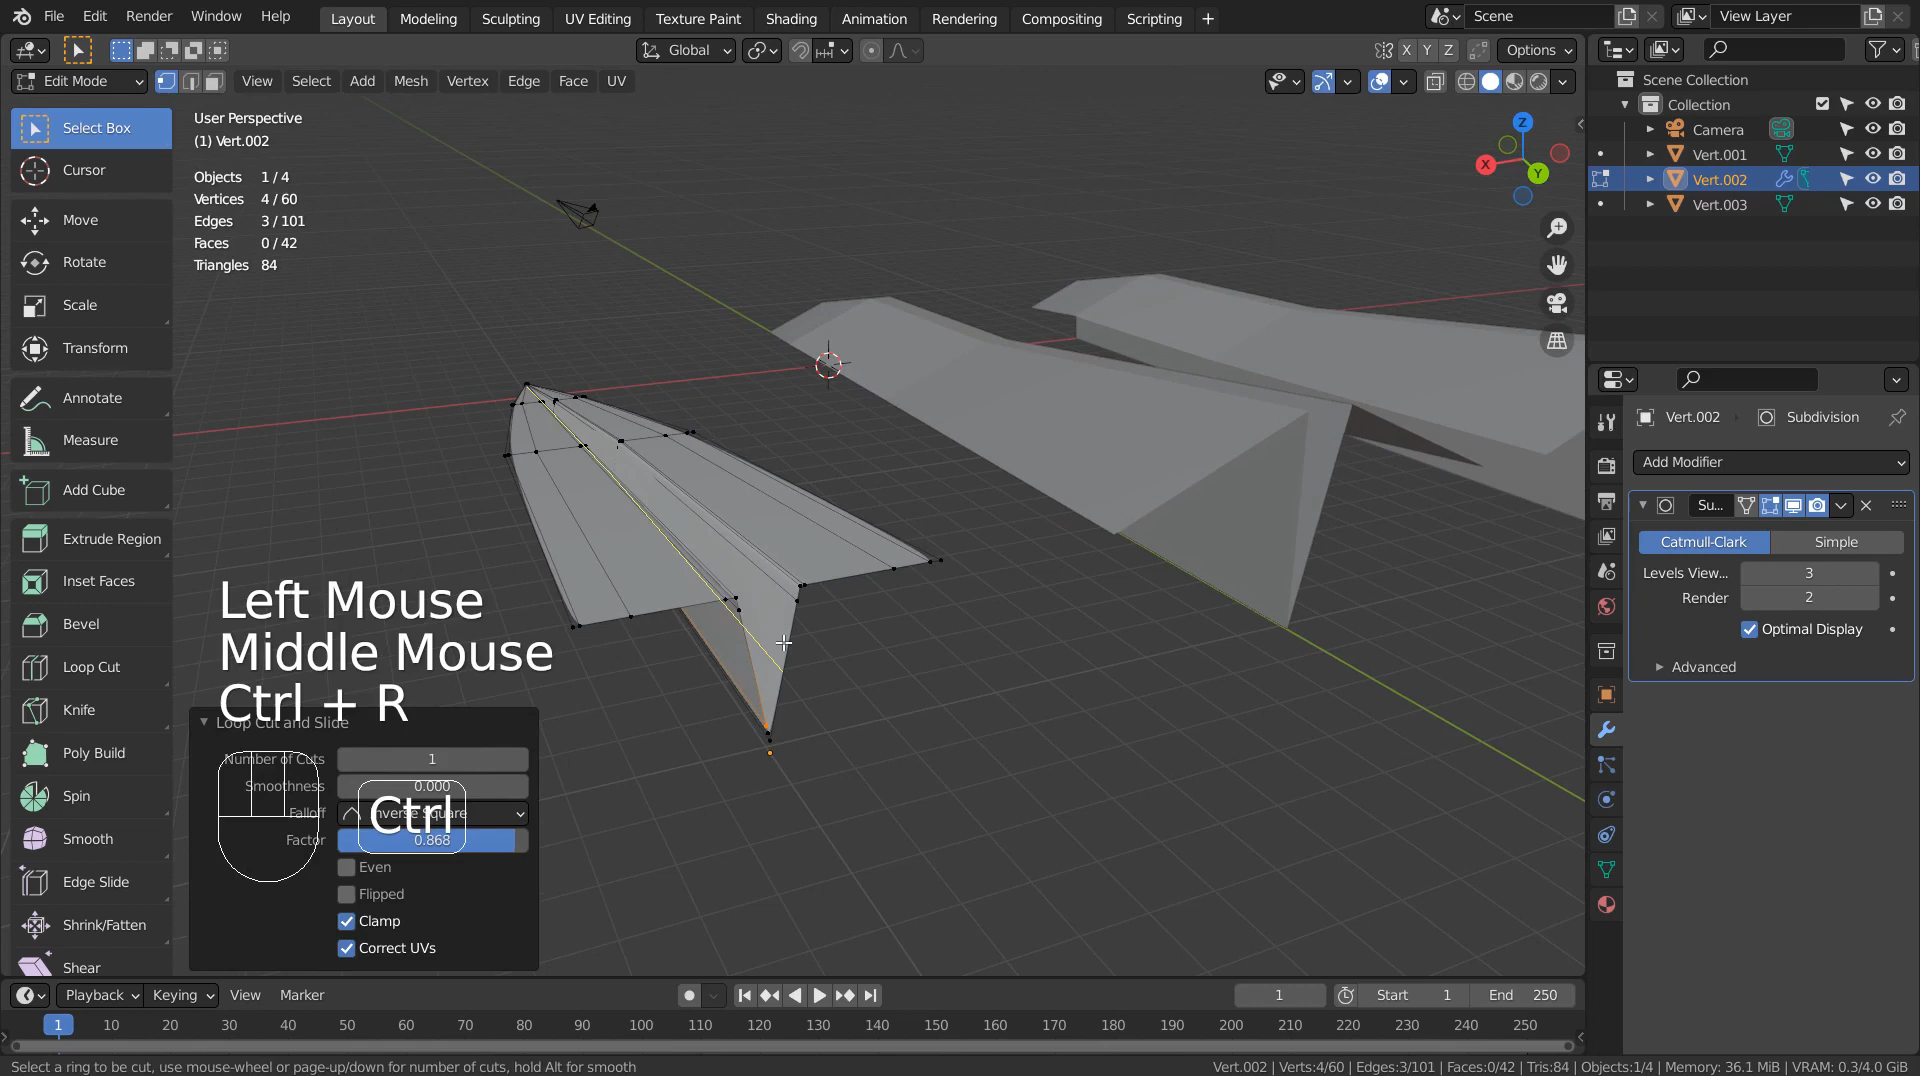 File Edit Render Window Help Layout Modeling Sculpting UV Editing Texture Paint Shading Animation Rendering Compositing Scripting + Scene View Layer
Global X Y Z Options
Edit Mode View Select Add Mesh Vertex Edge Face UV
Select Box
Cursor
Move
Rotate
Scale
Transform
Annotate
Measure
Add Cube
Extrude Region
Inset Faces
Bevel
Loop Cut
Knife
Poly Build
Spin
Smooth
Edge Slide
Shrink/Fatten
Shear
User Perspective
(1) Vert.002
Objects 1 / 4
Vertices 4 / 60
Edges 3 / 101
Faces 0 / 42
Triangles 84
Z
X
Y
Left Mouse
Middle Mouse
Ctrl + R
Ctrl
Loop Cut and Slide
Number of Cuts 1
Smoothness 0.000
Falloff Inverse Square
Factor 0.868
Even
Flipped
Clamp
Correct UVs
Scene Collection
Collection
Camera
Vert.001
Vert.002
Vert.003
Vert.002 Subdivision
Add Modifier
Su...
Catmull-Clark Simple
Levels View... 3
Render 2
Optimal Display
Advanced
Playback Keying View Marker 1 Start 1 End 250
1 10 20 30 40 50 60 70 80 90 100 110 120 130 140 150 160 170 180 190 200 210 220 230 240 250
Select a ring to be cut, use mouse-wheel or page-up/down for number of cuts, hold Alt for smooth
Vert.002 | Verts:4/60 | Edges:3/101 | Faces:0/42 | Tris:84 | Objects:1/4 | Memory: 36.1 MiB | VRAM: 0.3/4.0 GiB